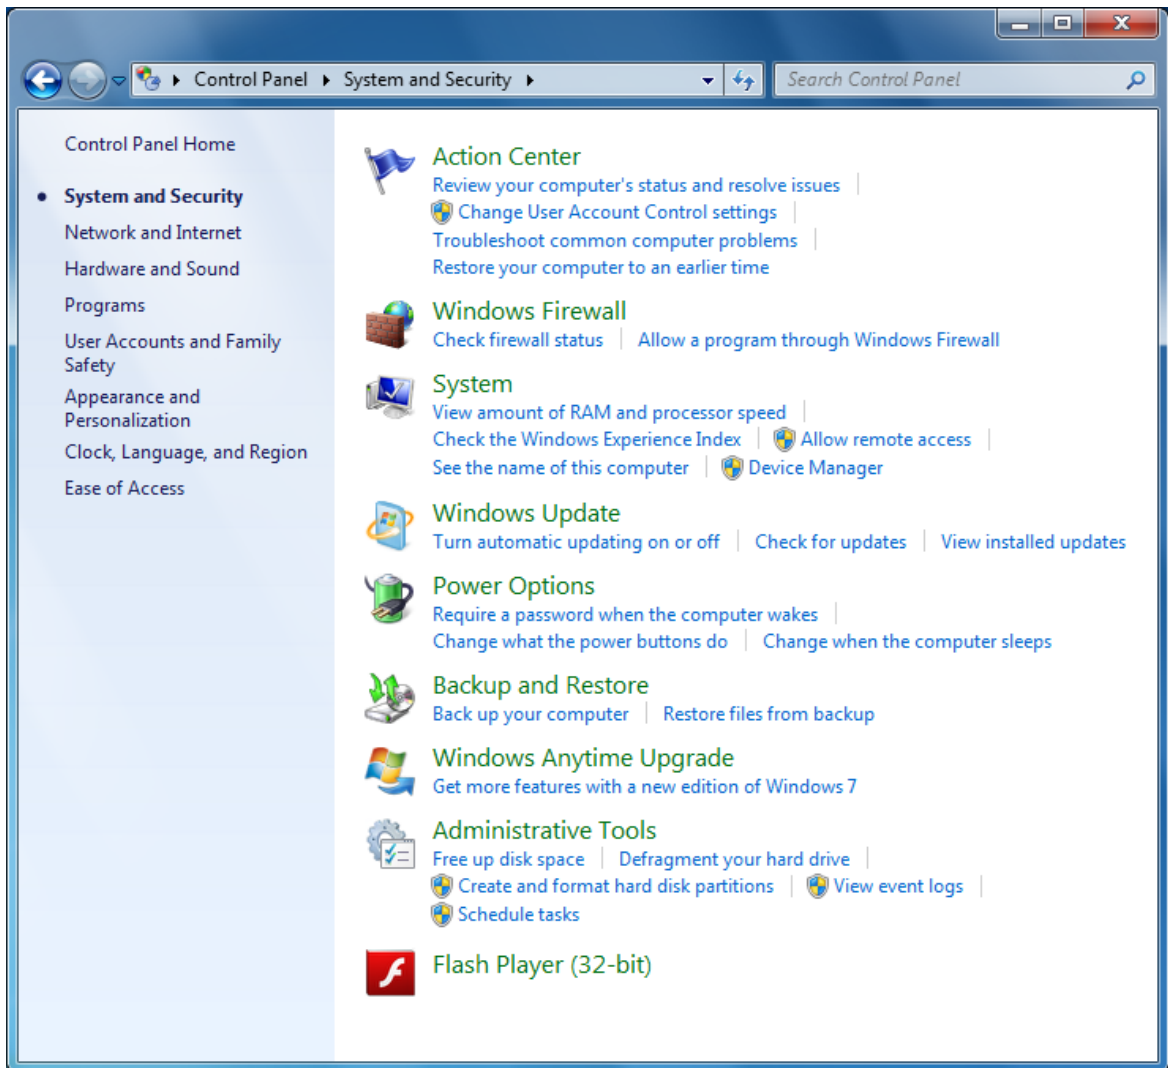 Control Panel System and Security
Search Control Panel
Control Panel Home
System and Security
Network and Internet
Hardware and Sound
Programs
User Accounts and Family
Safety
Appearance and
Personalization
Clock, Language, and Region
Ease of Access
Action Center
Review your computer's status and resolve issues
Change User Account Control settings
Troubleshoot common computer problems
Restore your computer to an earlier time
Windows Firewall
Check firewall status Allow a program through Windows Firewall
System
View amount of RAM and processor speed
Check the Windows Experience Index Allow remote access
See the name of this computer Device Manager
Windows Update
Turn automatic updating on or off Check for updates View installed updates
Power Options
Require a password when the computer wakes
Change what the power buttons do Change when the computer sleeps
Backup and Restore
Back up your computer Restore files from backup
Windows Anytime Upgrade
Get more features with a new edition of Windows 7
Administrative Tools
Free up disk space Defragment your hard drive
Create and format hard disk partitions View event logs
Schedule tasks
Flash Player (32-bit)